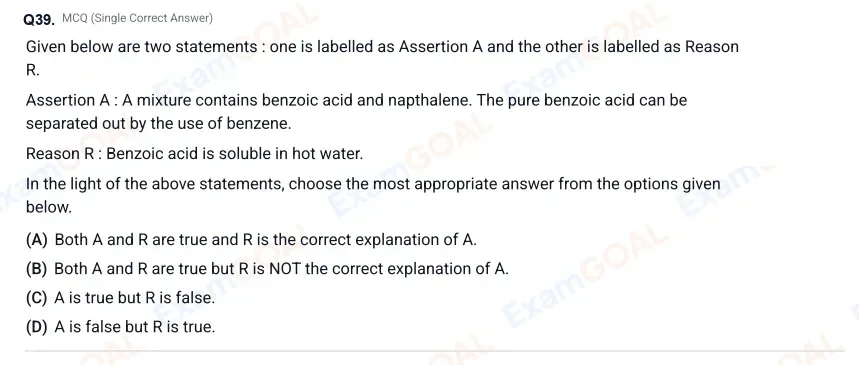 Q39. MCQ (Single Correct Answer)
Given below are two statements : one is labelled as Assertion A and the other is labelled as Reason
R.
Assertion A : A mixture contains benzoic acid and napthalene. The pure benzoic acid can be
separated out by the use of benzene.
Reason R : Benzoic acid is soluble in hot water.
In the light of the above statements, choose the most appropriate answer from the options given
below.
(A) Both A and R are true and R is the correct explanation of A.
(B) Both A and R are true but R is NOT the correct explanation of A.
(C) A is true but R is false.
(D) A is false but R is true.
ExamGOAL
ExamGOAL
ExamGOAL
ExamGOAL